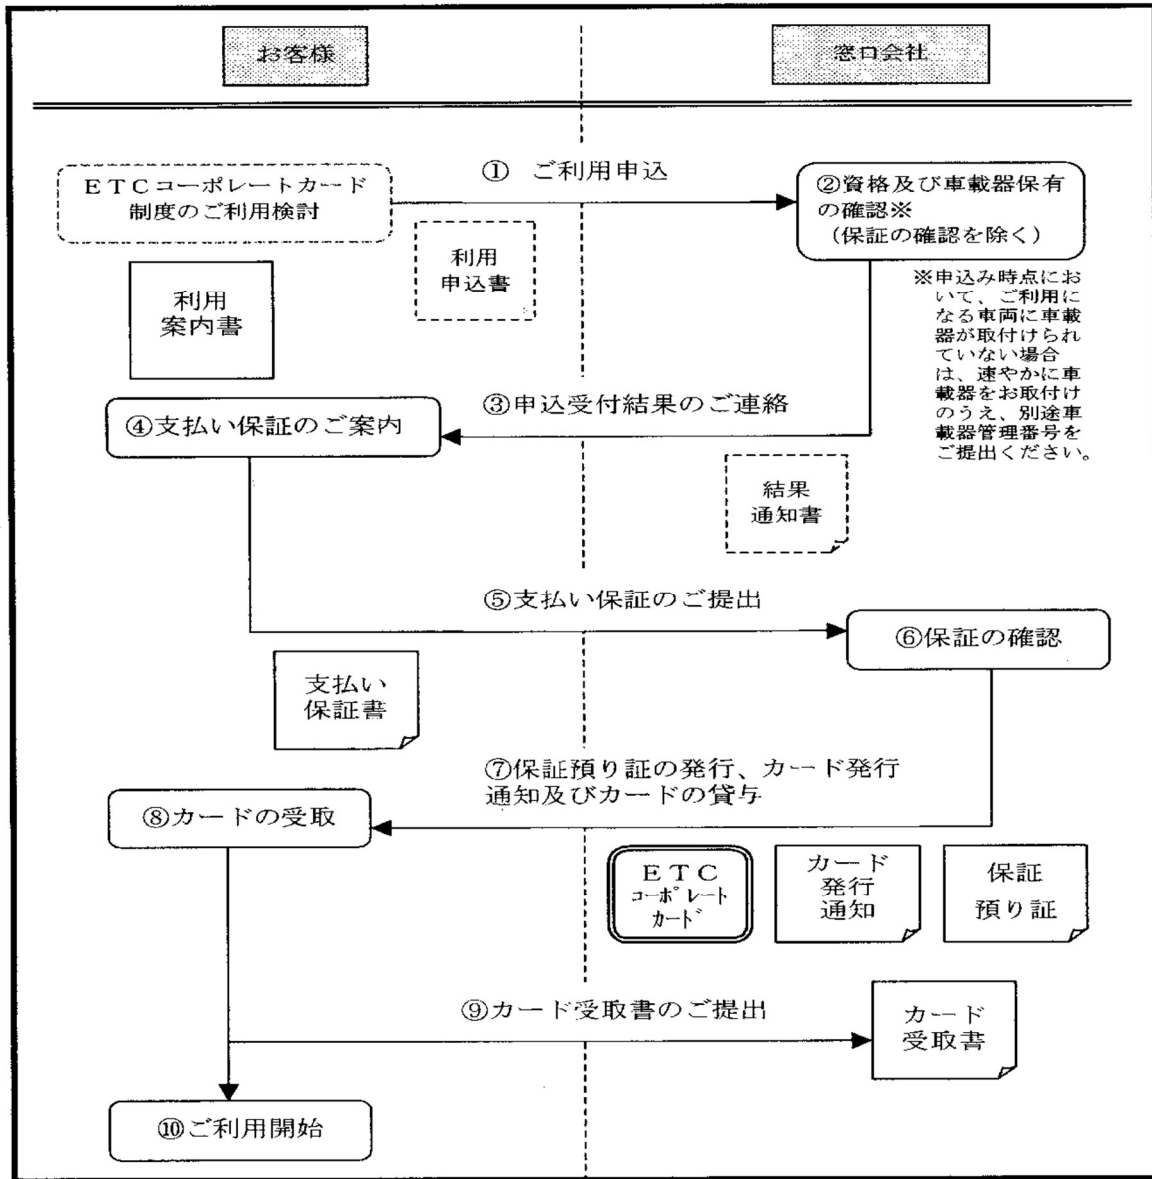 お客様
窓口会社
ETCコーポレートカード
制度のご利用検討
① ご利用申込
②資格及び車載器保有
の確認※
(保証の確認を除く)
利用
申込書
利用
案内書
※申込み時点にお
いて、ご利用に
なる車両に車載
器が取付けられ
ていない場合
は、速やかに車
載器をお取付け
のうえ、別途車
載器管理番号を
ご提出ください。
③申込受付結果のご連絡
④支払い保証のご案内
結果
通知書
⑤支払い保証のご提出
⑥保証の確認
支払い
保証書
⑦保証預り証の発行、カード発行
通知及びカードの貸与
⑧カードの受取
ETC
コーポレート
カード
カード
発行
通知
保証
預り証
⑨カード受取書のご提出
カード
受取書
⑩ご利用開始